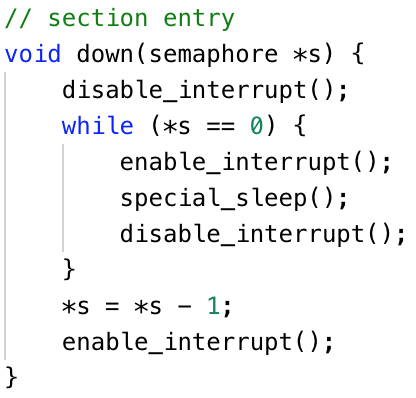 // section entry
void down(semaphore *s) {
    disable_interrupt();
    while (*s == 0) {
        enable_interrupt();
        special_sleep();
        disable_interrupt();
    }
    *s = *s - 1;
    enable_interrupt();
}